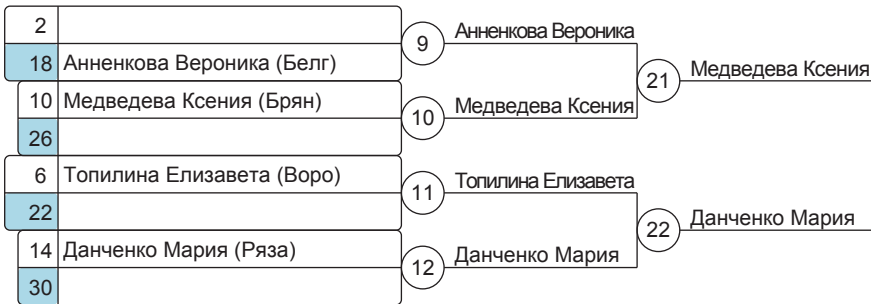 2
18 Анненкова Вероника (Белг)
10 Медведева Ксения (Брян)
26
6 Топилина Елизавета (Воро)
22
14 Данченко Мария (Ряза)
30
9 Анненкова Вероника
10 Медведева Ксения
11 Топилина Елизавета
12 Данченко Мария
21 Медведева Ксения
22 Данченко Мария